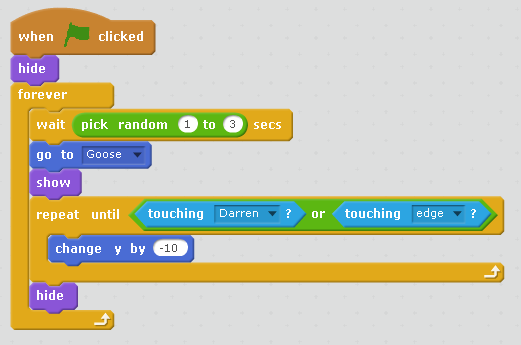 when clicked
hide
forever
wait pick random 1 to 3 secs
go to Goose
show
repeat until touching Darren ? or touching edge ?
change y by -10
hide